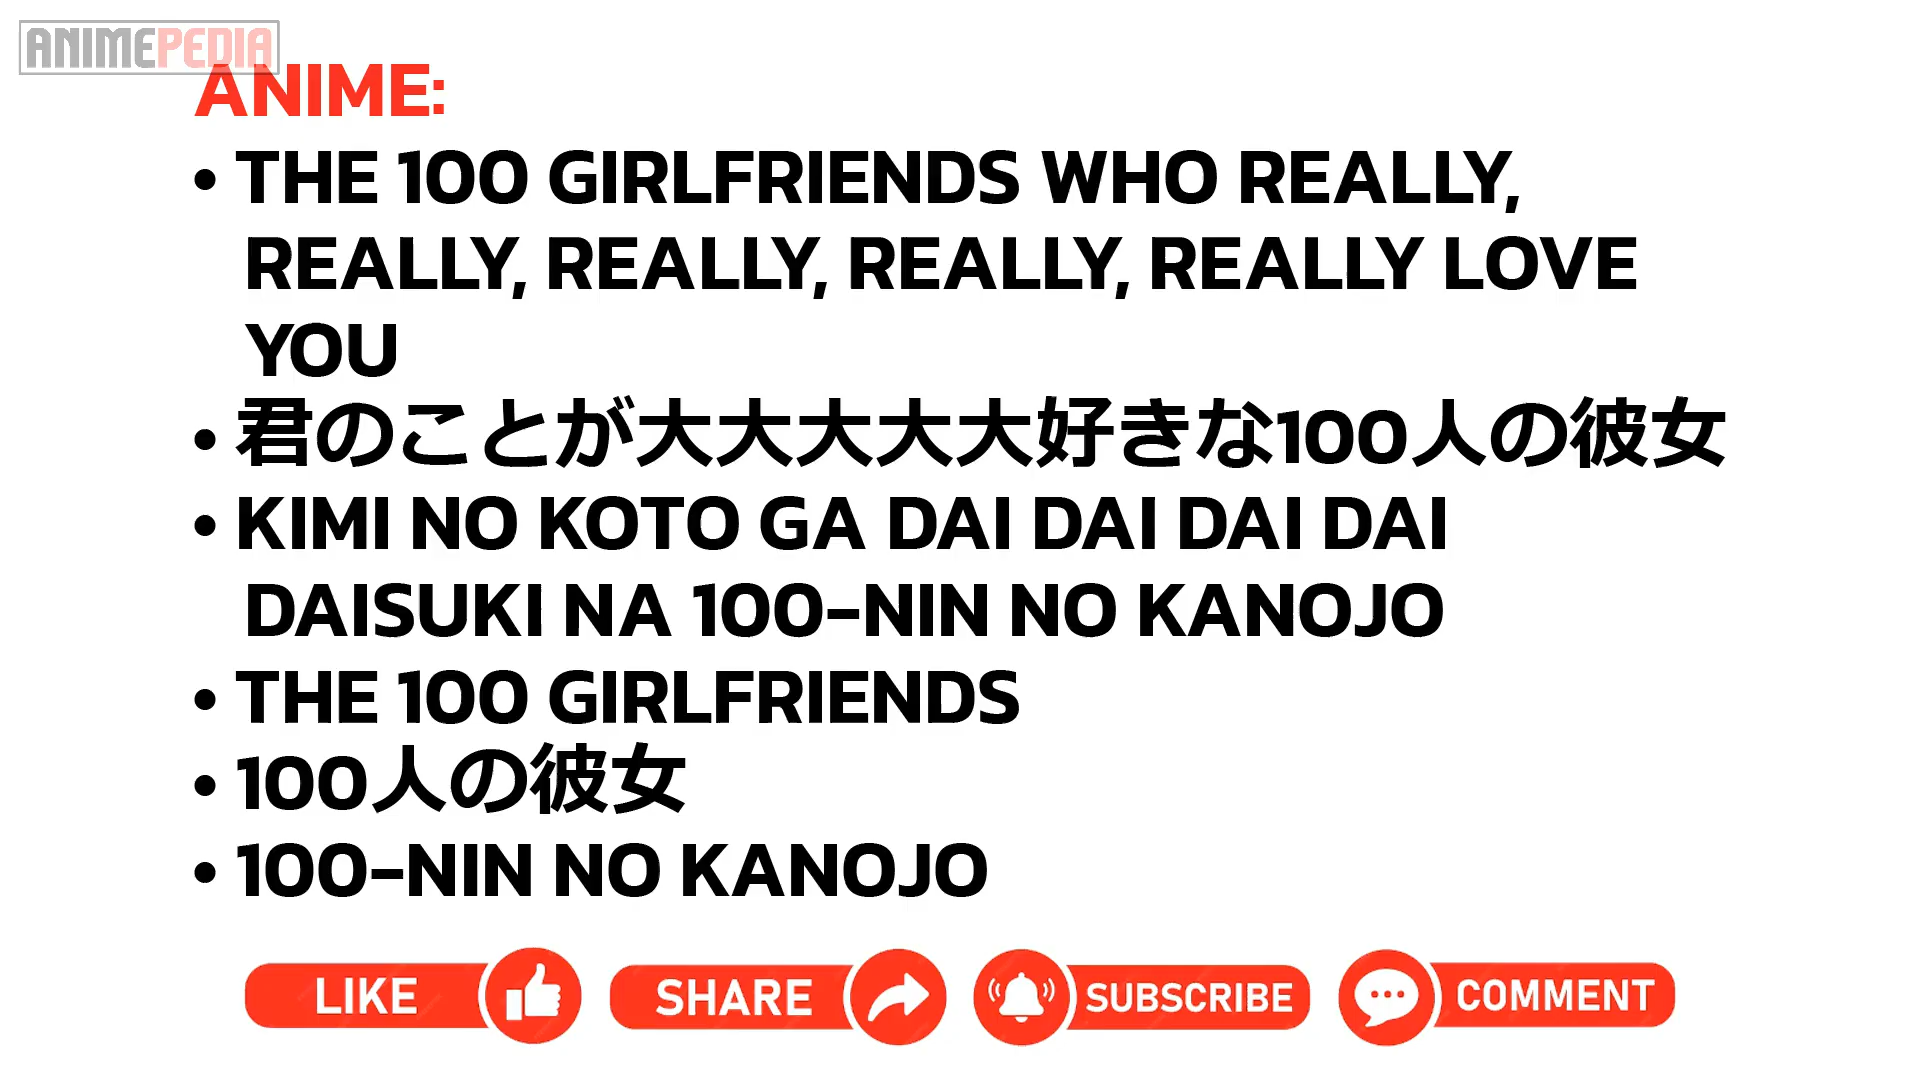 ANIMEPEDIA
ANIME:
• THE 100 GIRLFRIENDS WHO REALLY,
REALLY, REALLY, REALLY, REALLY LOVE
YOU
• 君のことが大大大大大好きな100人の彼女
• KIMI NO KOTO GA DAI DAI DAI DAI
DAISUKI NA 100-NIN NO KANOJO
• THE 100 GIRLFRIENDS
• 100人の彼女
• 100-NIN NO KANOJO
LIKE SHARE SUBSCRIBE COMMENT